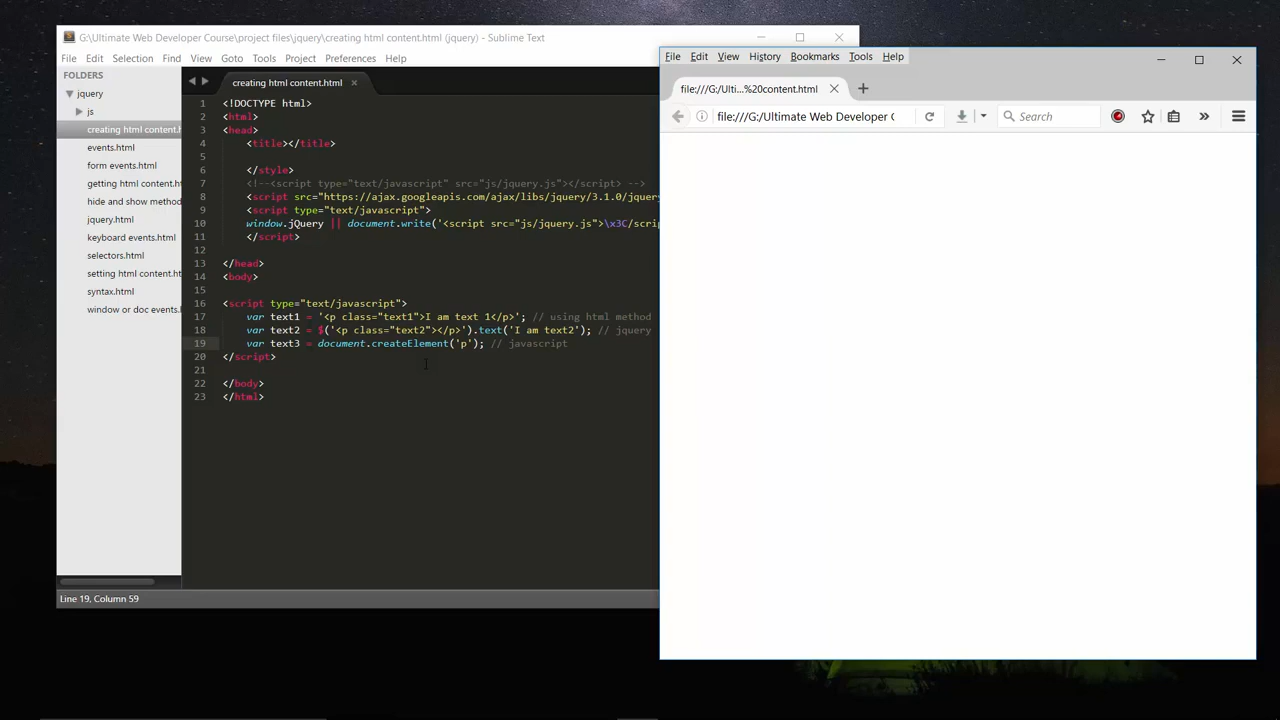 G:\Ultimate Web Developer Course\project files\jquery\creating html content.html (jquery) - Sublime Text
File Edit Selection Find View Goto Tools Project Preferences Help
FOLDERS
jquery
js
creating html content.h
events.html
form events.html
getting html content.ht
hide and show method
jquery.html
keyboard events.html
selectors.html
setting html content.htm
syntax.html
window or doc events.h
creating html content.html
1 <!DOCTYPE html>
2 <html>
3 <head>
4 <title></title>
5
6 </style>
7 <!--<script type="text/javascript" src="js/jquery.js"></script> -->
8 <script src="https://ajax.googleapis.com/ajax/libs/jquery/3.1.0/jquery
9 <script type="text/javascript">
10 window.jQuery || document.write('<script src="js/jquery.js">\x3C/scrip
11 </script>
12
13 </head>
14 <body>
15
16 <script type="text/javascript">
17 var text1 = '<p class="text1">I am text 1</p>'; // using html method
18 var text2 = $('<p class="text2"></p>').text('I am text2'); // jquery
19 var text3 = document.createElement('p'); // javascript
20 </script>
21
22 </body>
23 </html>
Line 19, Column 59
File Edit View History Bookmarks Tools Help
file:///G:/Ulti...%20content.html
file:///G:/Ultimate Web Developer C
Search